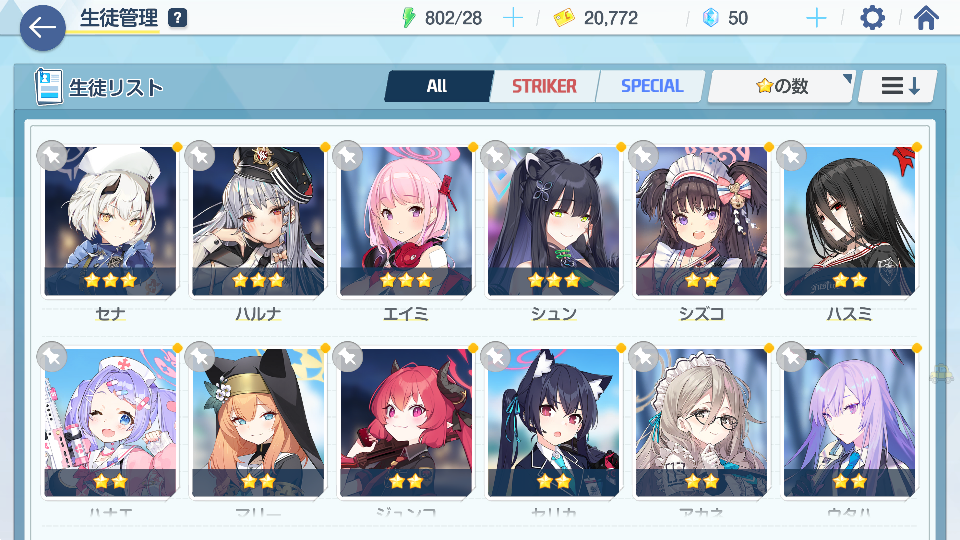 生徒管理 ? 802/28 20,772 50
生徒リスト All STRIKER SPECIAL ⭐の数
セナ ハルナ エイミ シュン シズコ ハスミ
ハナエ マリー ジュンコ セリカ アカネ ウタハ